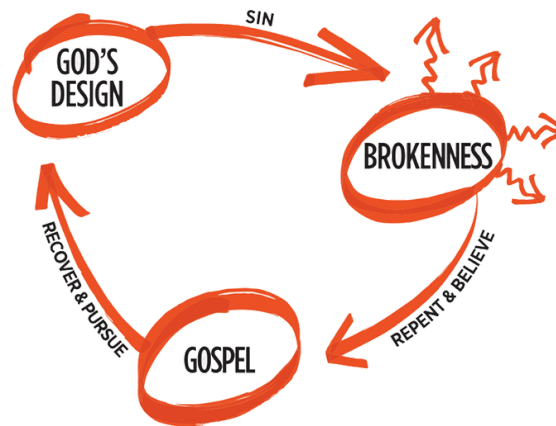 SIN
GOD'S
DESIGN
BROKENNESS
REPENT & BELIEVE
GOSPEL
RECOVER & PURSUE